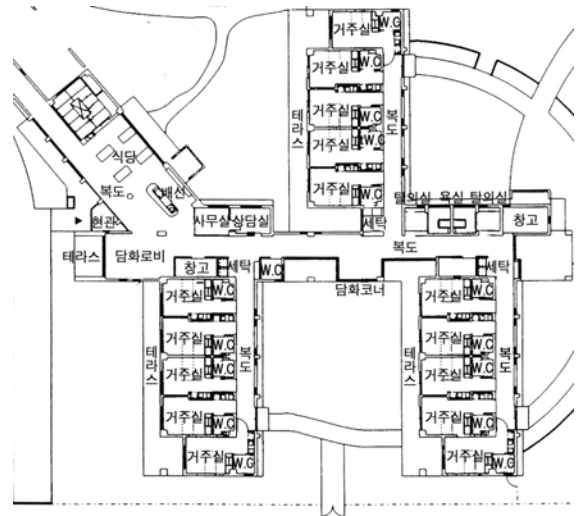 거주실 W.C
거주실 W.C
거주실 W.C
테라스 복도
거주실 W.C
거주실 W.C
식당
복도
배선
현관
사무실 상담실
세탁
탈의실 욕실 탈의실
창고
테라스 담화로비
복도
창고 세탁 W.C
담화코너
세탁
거주실 W.C
거주실 W.C
테라스 복도
거주실 W.C
거주실 W.C
거주실 W.C
거주실 W.C
거주실 W.C
테라스 복도
거주실 W.C
거주실 W.C
거주실 W.C